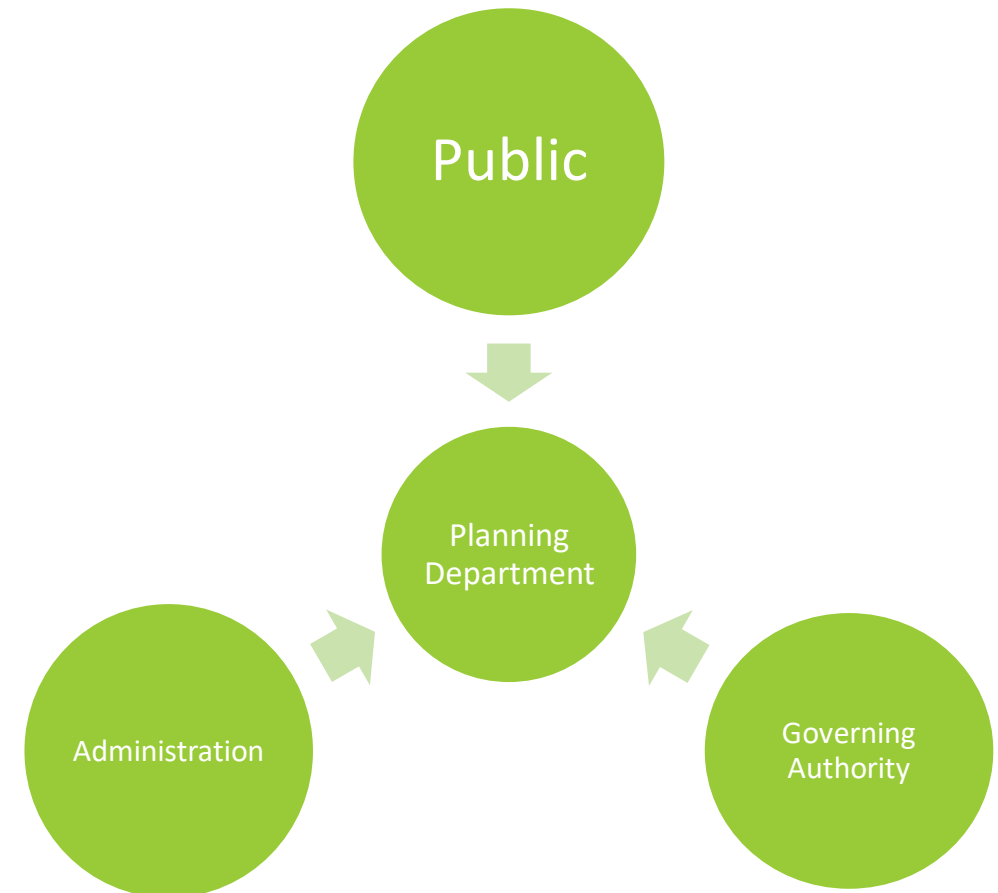 Public
Planning
Department
Administration
Governing
Authority